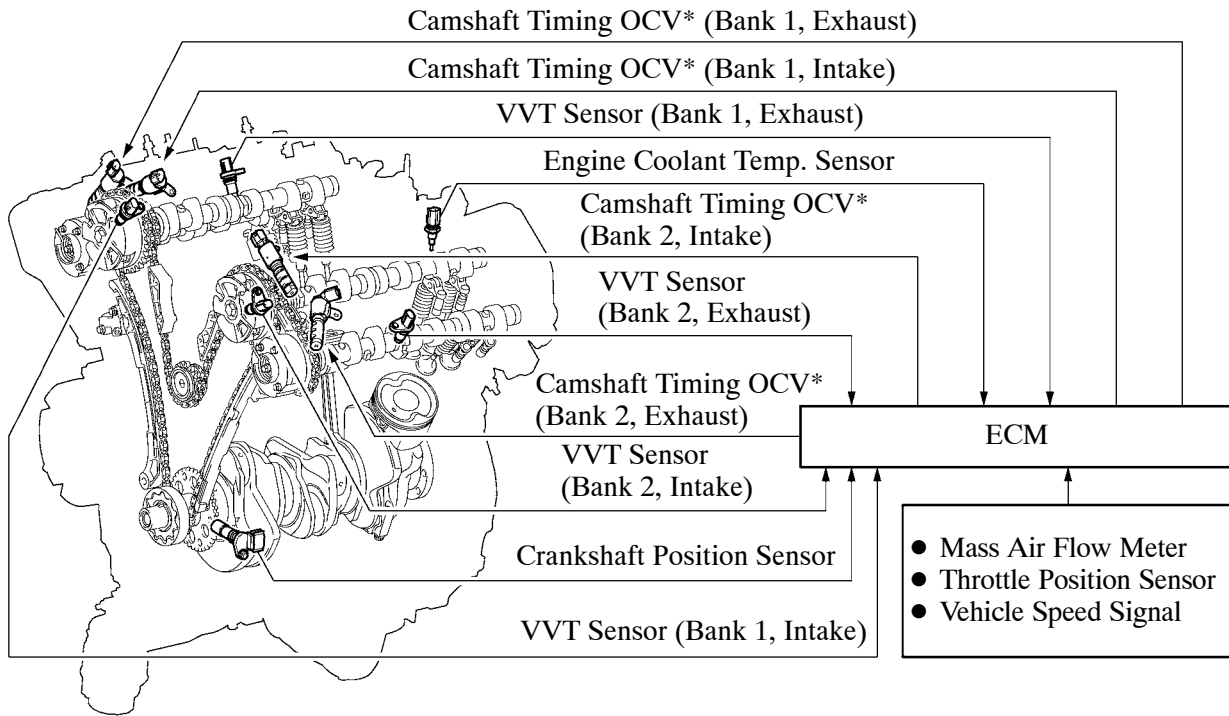 Camshaft Timing OCV* (Bank 1, Exhaust)
Camshaft Timing OCV* (Bank 1, Intake)
VVT Sensor (Bank 1, Exhaust)
Engine Coolant Temp. Sensor
Camshaft Timing OCV*
(Bank 2, Intake)
VVT Sensor
(Bank 2, Exhaust)
Camshaft Timing OCV*
(Bank 2, Exhaust)
ECM
VVT Sensor
(Bank 2, Intake)
Crankshaft Position Sensor
VVT Sensor (Bank 1, Intake)
● Mass Air Flow Meter
● Throttle Position Sensor
● Vehicle Speed Signal